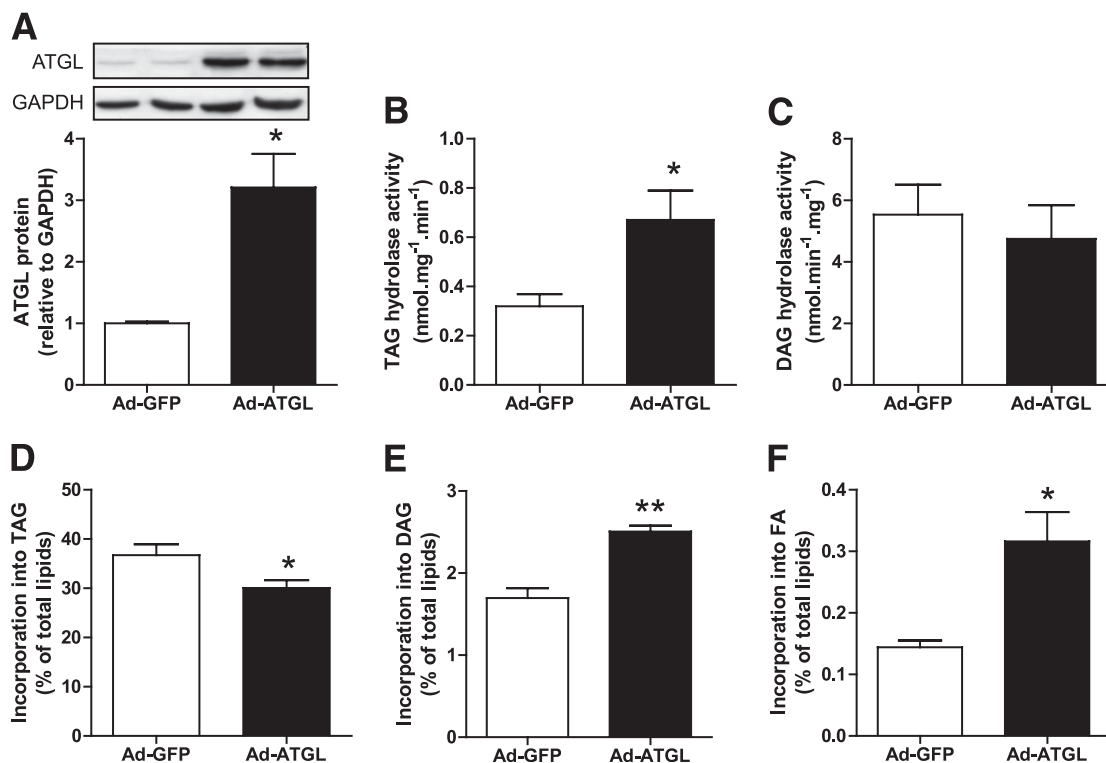 A
ATGL
GAPDH
ATGL protein
(relative to GAPDH)
4
3
2
1
0
*
Ad-GFP
Ad-ATGL
B
TAG hydrolase activity
(nmol.mg-1.min-1)
1.0
0.8
0.6
0.4
0.2
0.0
*
Ad-GFP
Ad-ATGL
C
DAG hydrolase activity
(nmol.min-1.mg-1)
8
6
4
2
0
Ad-GFP
Ad-ATGL
D
Incorporation into TAG
(% of total lipids)
50
40
30
20
10
0
*
Ad-GFP
Ad-ATGL
E
Incorporation into DAG
(% of total lipids)
3
2
1
0
**
Ad-GFP
Ad-ATGL
F
Incorporation into FA
(% of total lipids)
0.4
0.3
0.2
0.1
0.0
*
Ad-GFP
Ad-ATGL